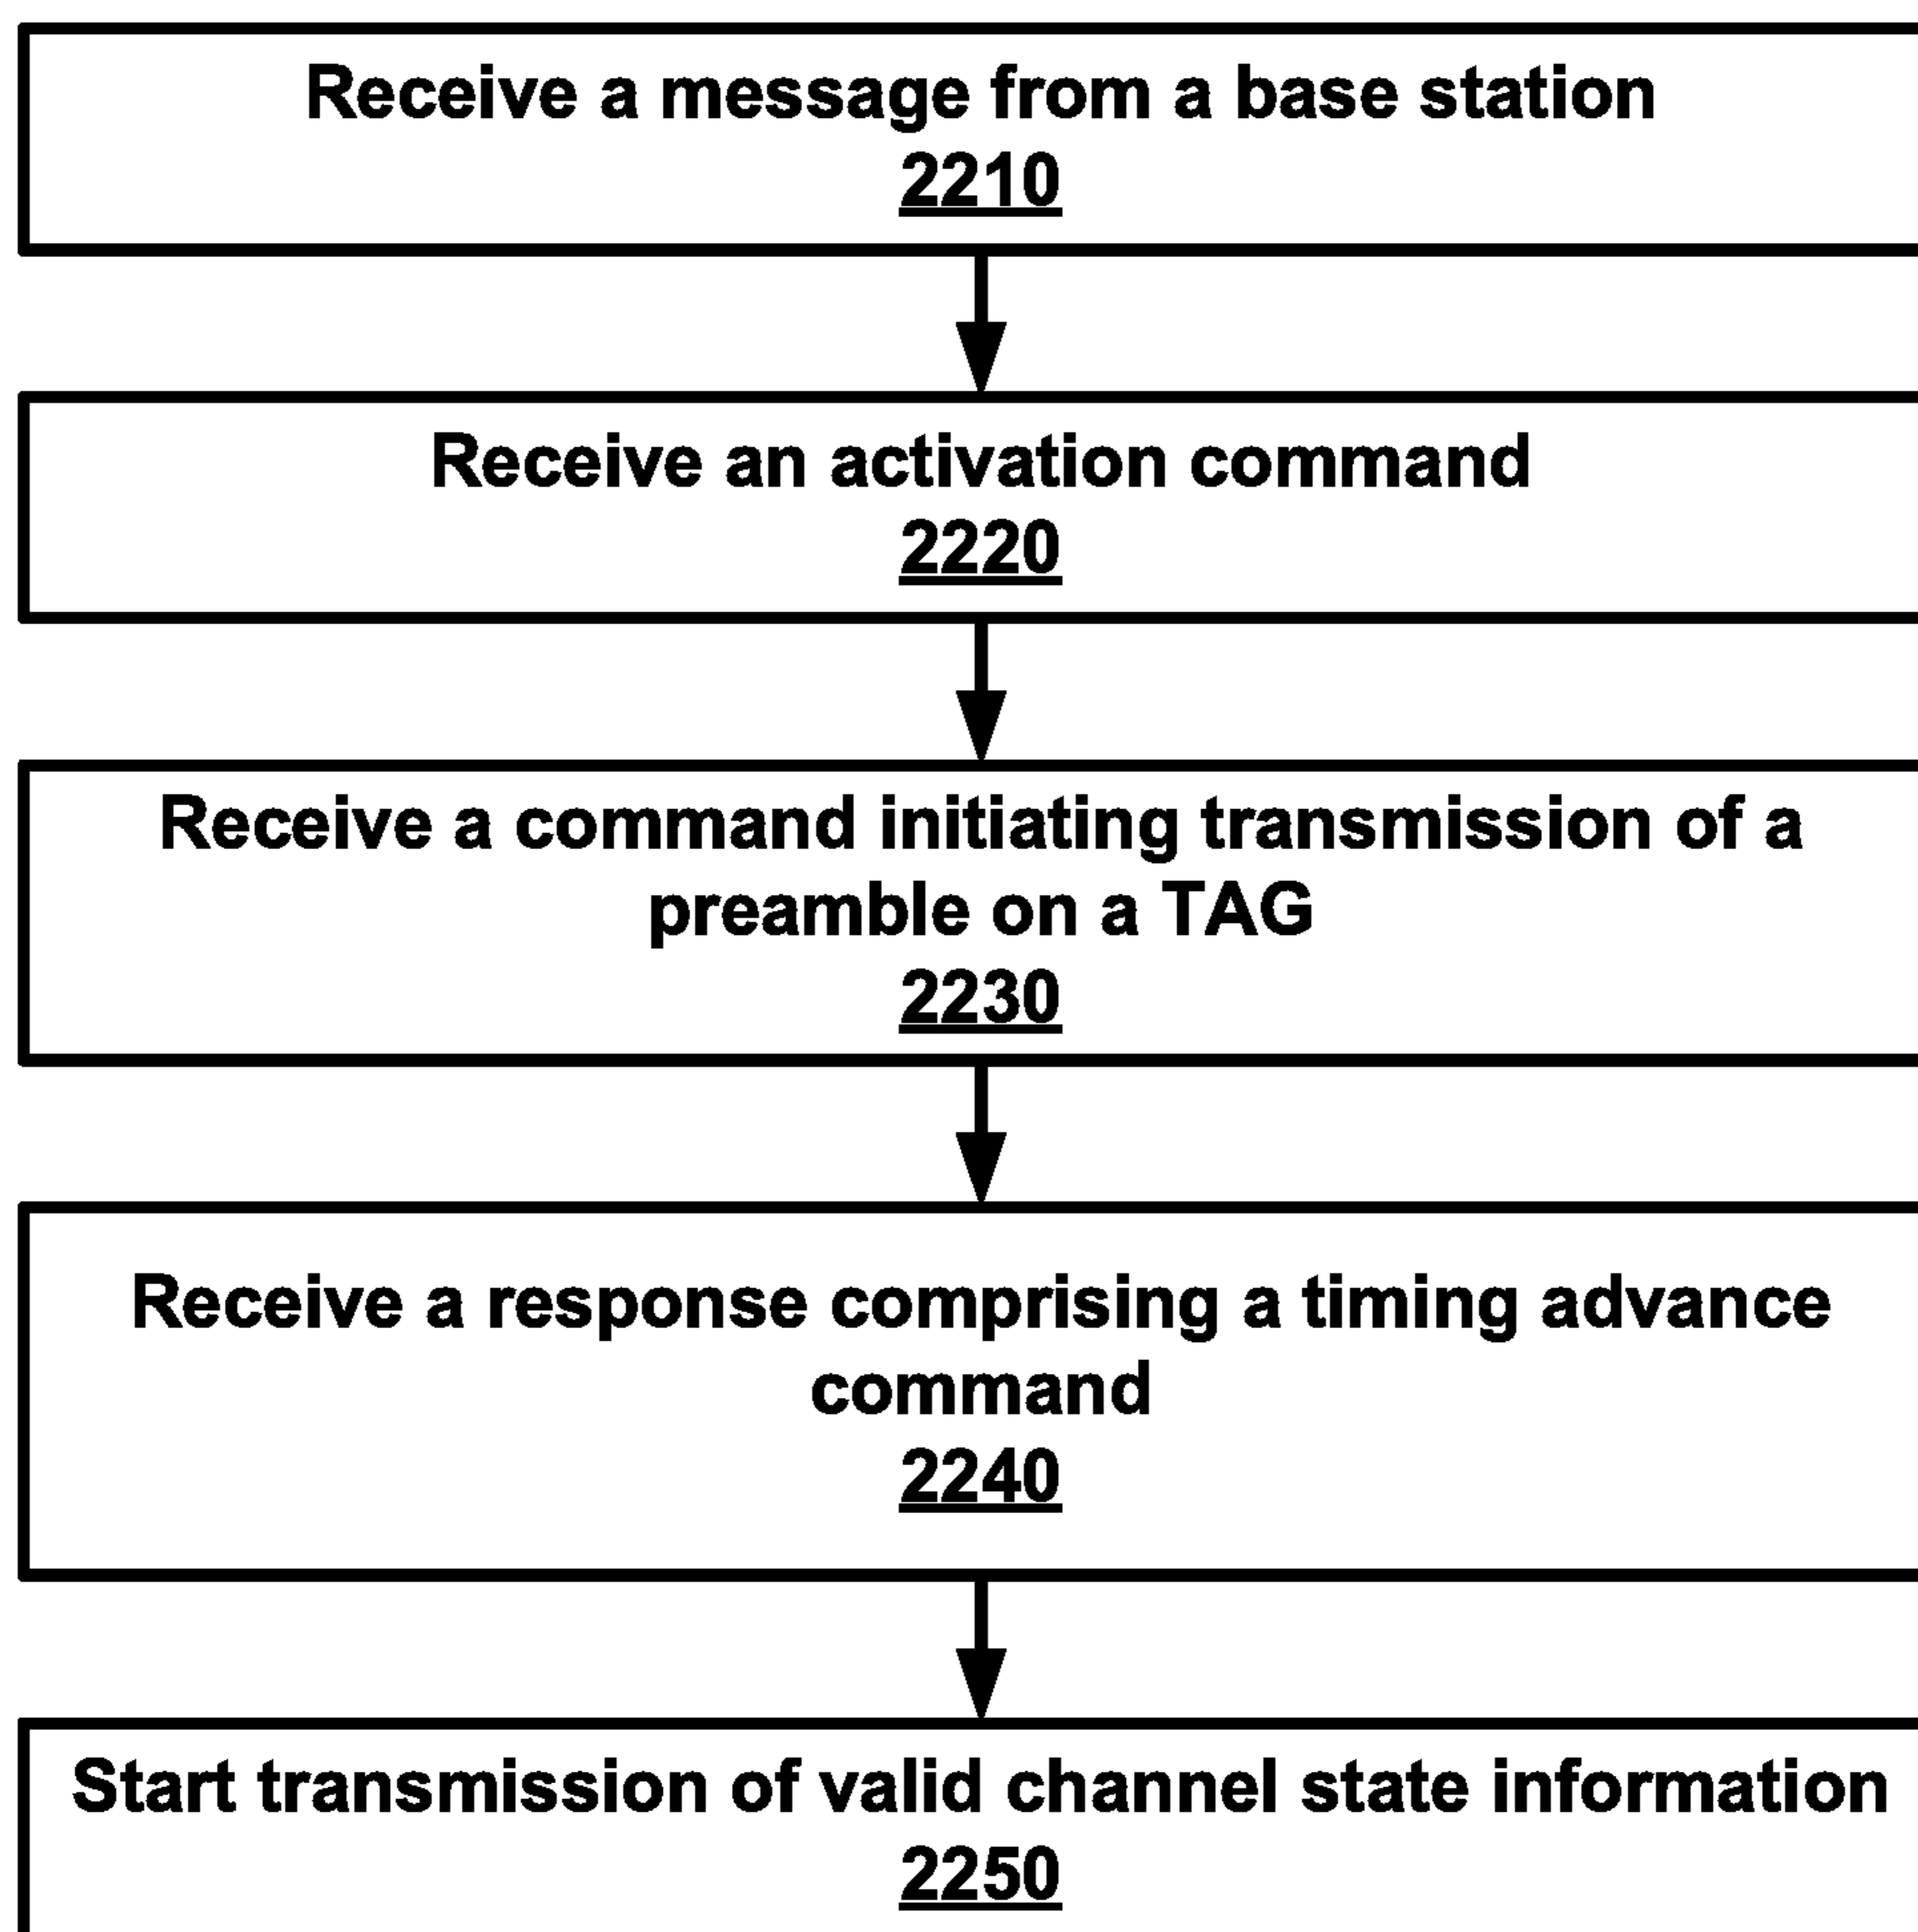 Receive a message from a base station
2210
Receive an activation command
2220
Receive a command initiating transmission of a
preamble on a TAG
2230
Receive a response comprising a timing advance
command
2240
Start transmission of valid channel state information
2250